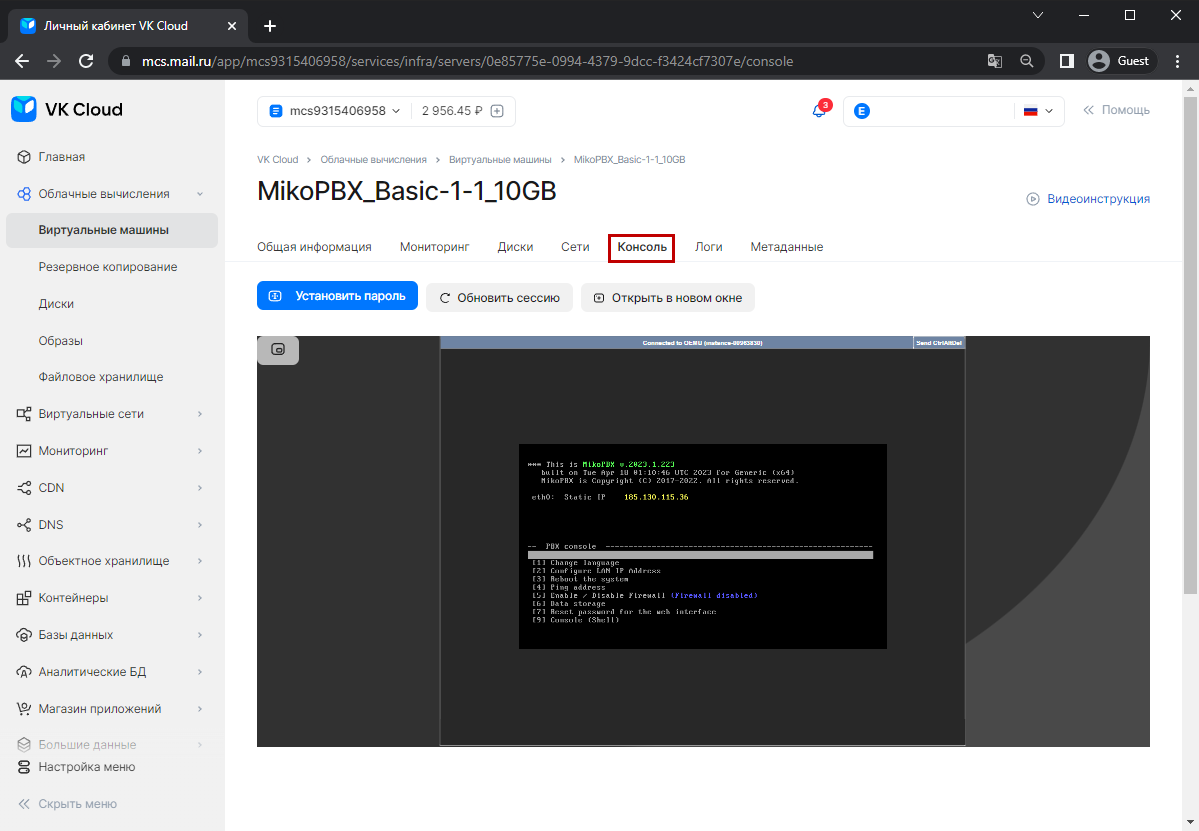 Личный кабинет VK Cloud
mcs.mail.ru/app/mcs9315406958/services/infra/servers/0e85775e-0994-4379-9dcc-f3424cf7307e/console
Guest
VK Cloud
mcs9315406958
2 956.45 ₽
3
E
Помощь
Главная
Облачные вычисления
Виртуальные машины
Резервное копирование
Диски
Образы
Файловое хранилище
Виртуальные сети
Мониторинг
CDN
DNS
Объектное хранилище
Контейнеры
Базы данных
Аналитические БД
Магазин приложений
Большие данные
Настройка меню
Скрыть меню
VK Cloud > Облачные вычисления > Виртуальные машины > MikoPBX_Basic-1-1_10GB
MikoPBX_Basic-1-1_10GB
Видеоинструкция
Общая информация Мониторинг Диски Сети Консоль Логи Метаданные
Установить пароль
Обновить сессию
Открыть в новом окне
Connected to QEMU (instance-00963830)
Send CtrlAltDel
*** This is MikoPBX v.2023.1.223
built on Tue Apr 18 01:10:46 UTC 2023 for Generic (x64)
MikoPBX is Copyright (C) 2017-2022. All rights reserved.
eth0: Static IP 185.130.115.36
-- PBX console
[1] Change language
[2] Configure LAN IP Address
[3] Reboot the system
[4] Ping address
[5] Enable / Disable Firewall (Firewall disabled)
[6] Data storage
[7] Reset password for the web interface
[9] Console (Shell)